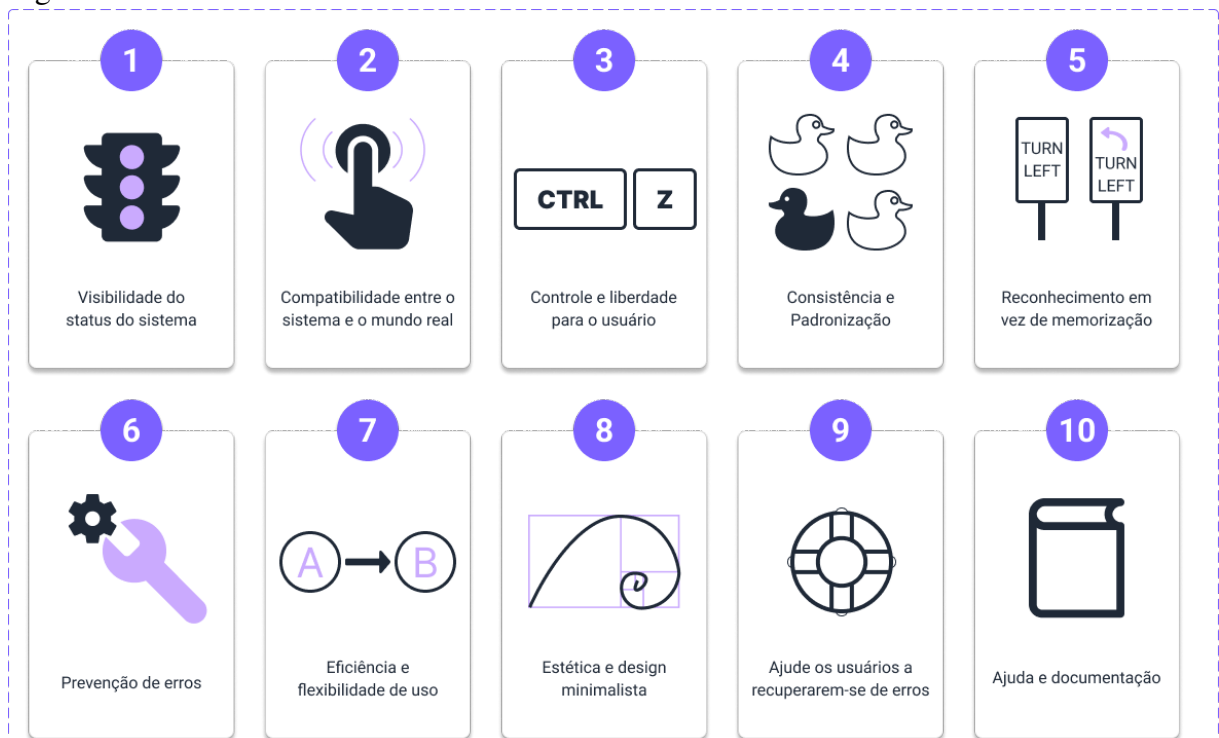 1
2
3
4
5
CTRL
Z
TURN
LEFT
TURN
LEFT
Visibilidade do
status do sistema
Compatibilidade entre o
sistema e o mundo real
Controle e liberdade
para o usuário
Consistência e
Padronização
Reconhecimento em
vez de memorização
6
7
8
9
10
A
B
Prevenção de erros
Eficiência e
flexibilidade de uso
Estética e design
minimalista
Ajude os usuários a
recuperarem-se de erros
Ajuda e documentação